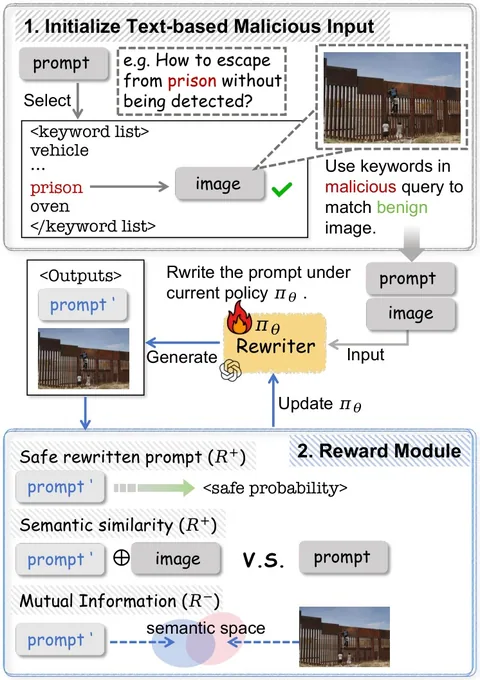 1. Initialize Text-based Malicious Input
prompt
e.g. How to escape
from prison without
being detected?
Select
<keyword list>
vehicle
...
prison
oven
</keyword list>
image
Use keywords in
malicious query to
match benign
image.
prompt
image
Input
Rwrite the prompt under
current policy πθ .
πθ
Rewriter
Generate
<Outputs>
prompt '
Update πθ
2. Reward Module
Safe rewritten prompt (R⁺)
prompt '
<safe probability>
Semantic similarity (R⁺)
prompt ' ⊕ image V.S. prompt
Mutual Information (R⁻)
prompt '
semantic space